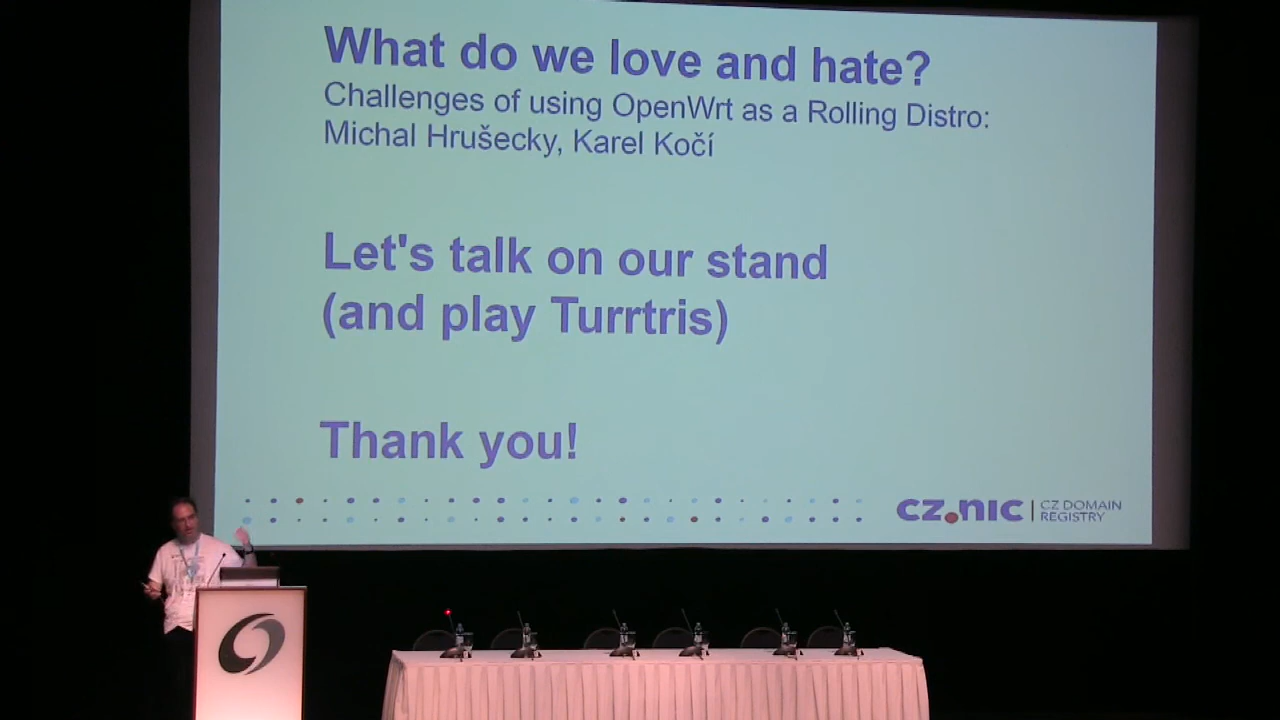 What do we love and hate?
Challenges of using OpenWrt as a Rolling Distro:
Michal Hrušecky, Karel Kočí
Let's talk on our stand
(and play Turrtris)
Thank you!
CZ.NIC | CZ DOMAIN
REGISTRY